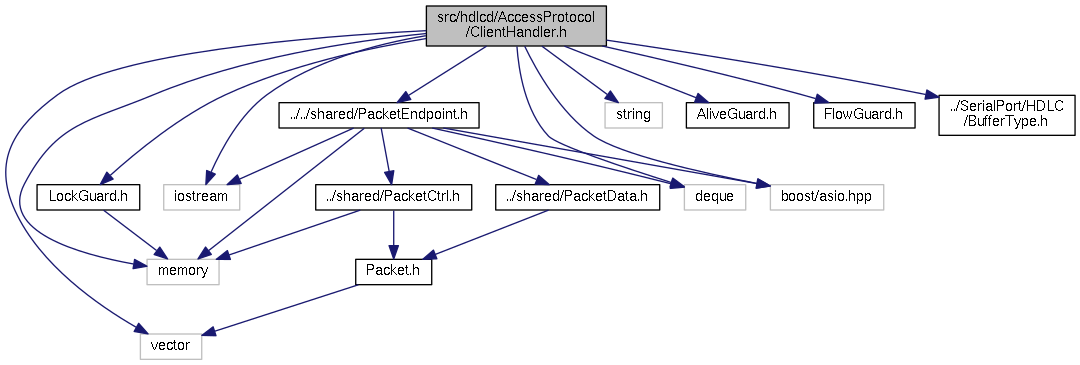 src/hdlcd/AccessProtocol
/ClientHandler.h
../../shared/PacketEndpoint.h
string
AliveGuard.h
FlowGuard.h
../SerialPort/HDLC
/BufferType.h
LockGuard.h
iostream
../shared/PacketCtrl.h
../shared/PacketData.h
deque
boost/asio.hpp
memory
Packet.h
vector